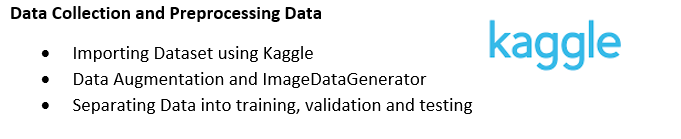 Data Collection and Preprocessing Data
kaggle
• Importing Dataset using Kaggle
• Data Augmentation and ImageDataGenerator
• Separating Data into training, validation and testing